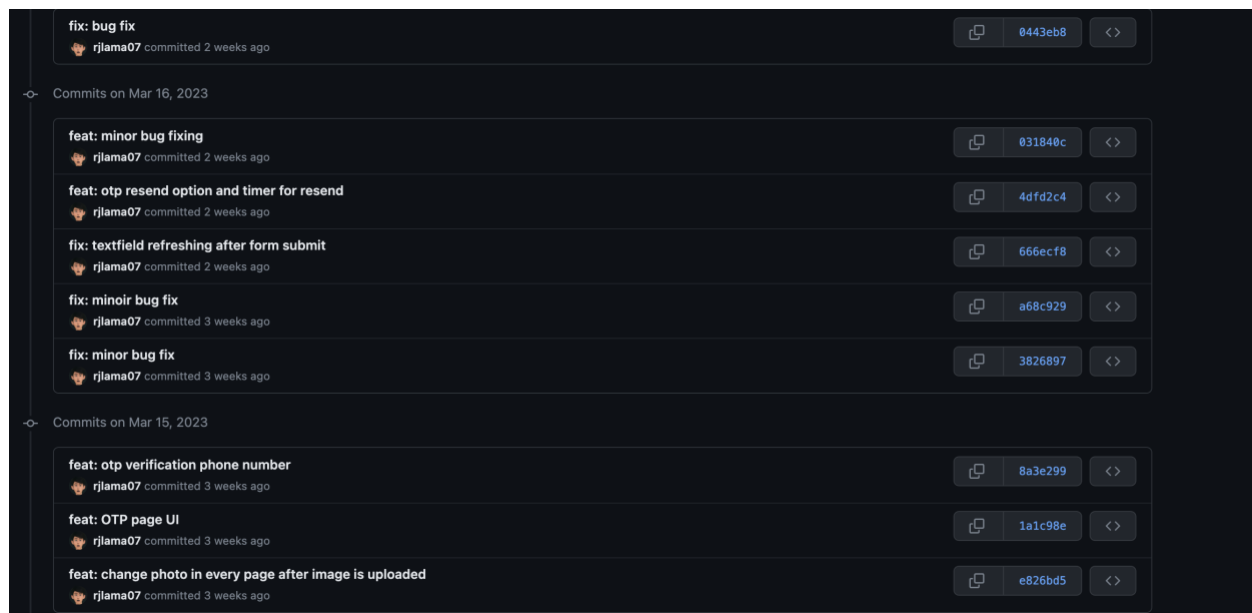 fix: bug fix
0443eb8
rjlama07 committed 2 weeks ago
Commits on Mar 16, 2023
feat: minor bug fixing
031840c
rjlama07 committed 2 weeks ago
feat: otp resend option and timer for resend
4dfd2c4
rjlama07 committed 2 weeks ago
fix: textfield refreshing after form submit
666ecf8
rjlama07 committed 2 weeks ago
fix: minoir bug fix
a68c929
rjlama07 committed 3 weeks ago
fix: minor bug fix
3826897
rjlama07 committed 3 weeks ago
Commits on Mar 15, 2023
feat: otp verification phone number
8a3e299
rjlama07 committed 3 weeks ago
feat: OTP page UI
1a1c98e
rjlama07 committed 3 weeks ago
feat: change photo in every page after image is uploaded
e826bd5
rjlama07 committed 3 weeks ago